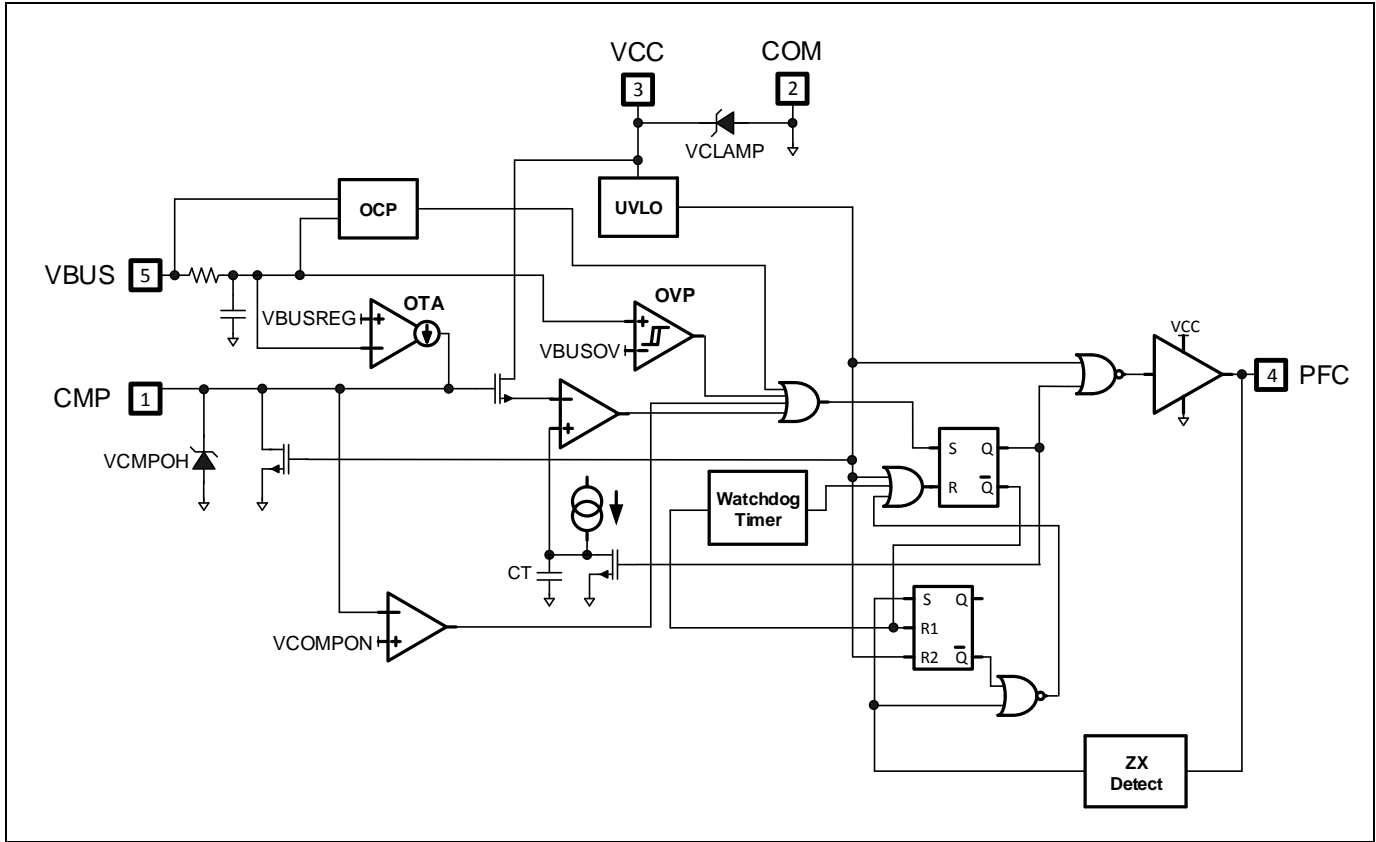 VCC
COM
3
2
VCLAMP
OCP
UVLO
VBUS
5
OTA
VBUSREG
OVP
VBUSOV
VCC
4
PFC
CMP
1
VCMPOH
S
Q
R
Q
Watchdog
Timer
CT
S
Q
R1
R2
Q
VCOMPON
ZX
Detect